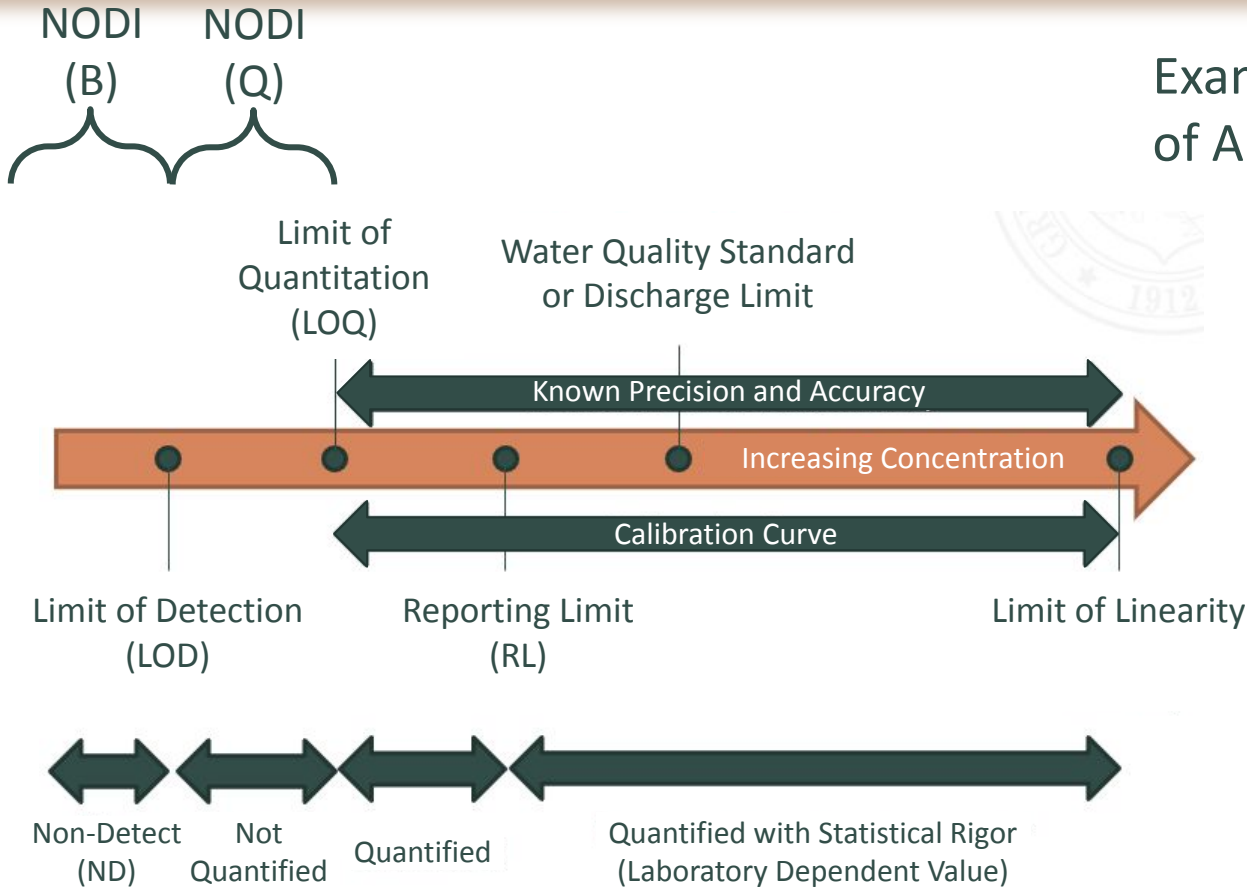 NODI
(B)
NODI
(Q)
of A
Limit of
Quantitation
(LOQ)
Water Quality Standard
or Discharge Limit
1912
Known Precision and Accuracy
Increasing Concentration
Calibration Curve
Limit of Detection
(LOD)
Reporting Limit
(RL)
Limit of Linearity
Non-Detect
(ND)
Not
Quantified
Quantified
Quantified with Statistical Rigor
(Laboratory Dependent Value)